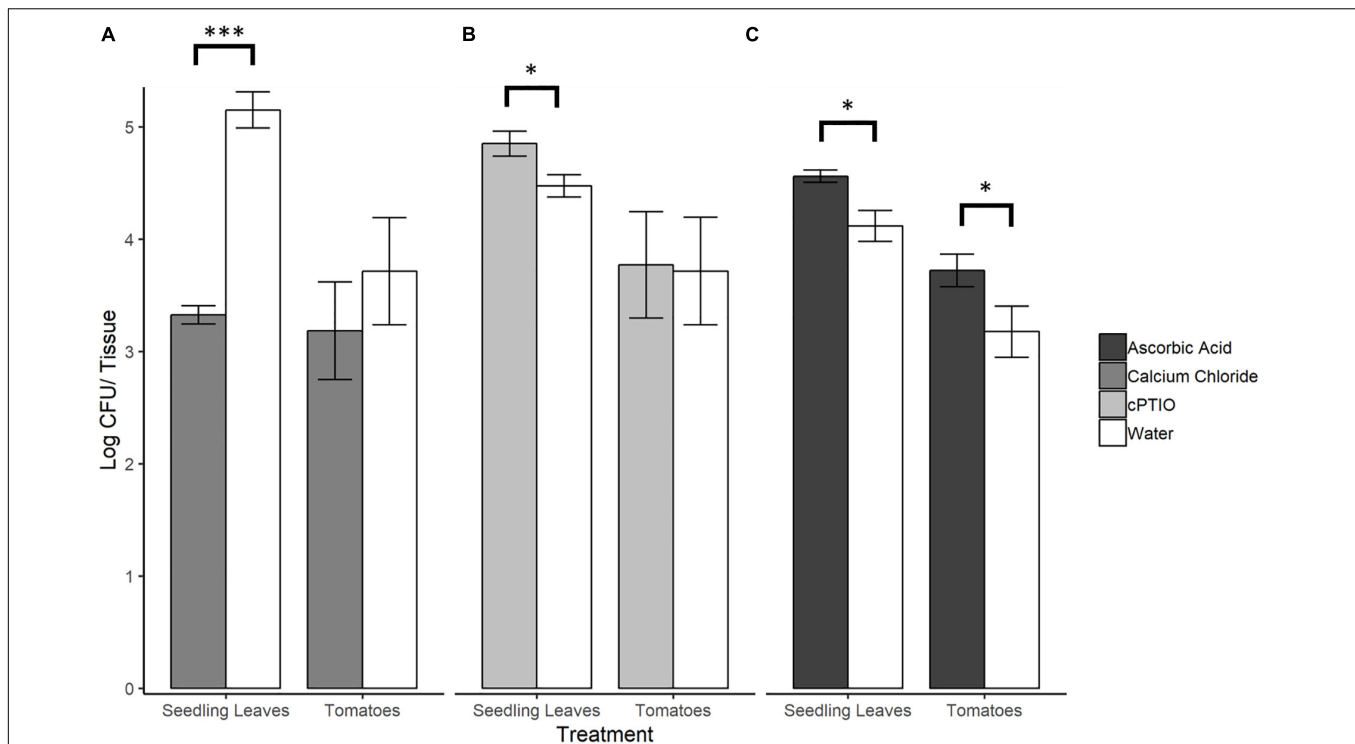 A
B
C
***
*
*
*
Log CFU/ Tissue
5
4
3
2
1
0
Seedling Leaves
Tomatoes
Seedling Leaves
Tomatoes
Seedling Leaves
Tomatoes
Treatment
Ascorbic Acid
Calcium Chloride
cPTIO
Water